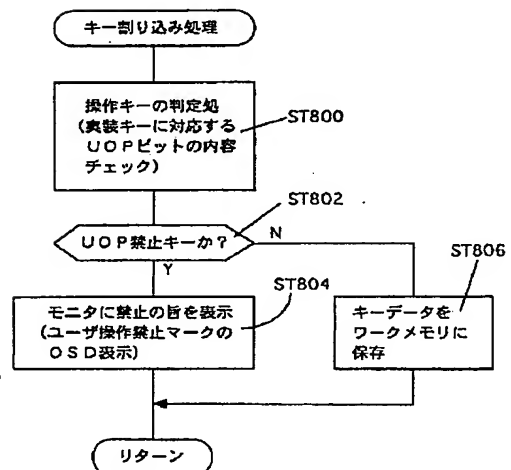 キー割り込み処理
操作キーの判定処
(実装キーに対応する
UOPビットの内容
チェック)
ST800
ST802
UOP禁止キーか?
N
Y
ST806
ST804
モニタに禁止の旨を表示
(ユーザ操作禁止マークの
OSD表示)
キーデータを
ワークメモリに
保存
リターン